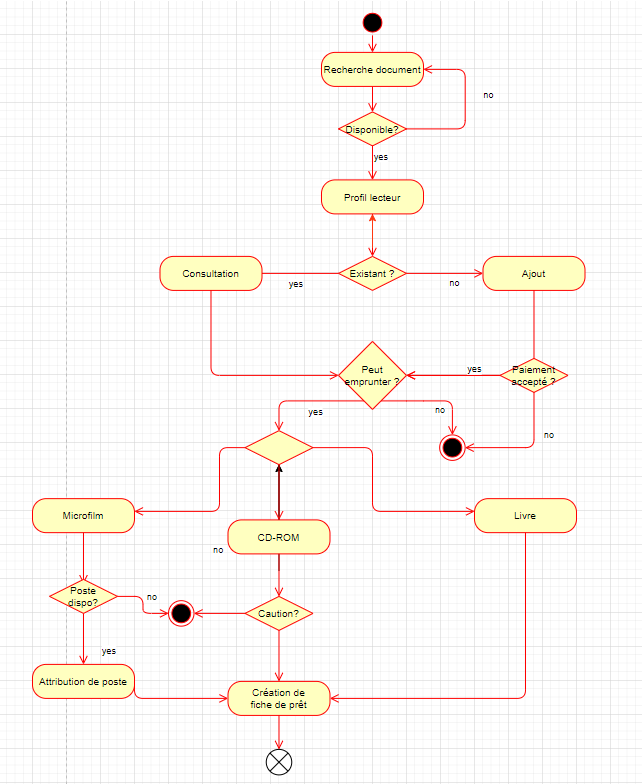 Recherche document
no
Disponible?
yes
Profil lecteur
Consultation
Existant ?
Ajout
yes
no
Peut
emprunter ?
yes
Paiement
accepté ?
yes
no
no
Microfilm
CD-ROM
Livre
no
Poste
dispo?
no
Caution?
yes
Attribution de poste
Création de
fiche de prêt